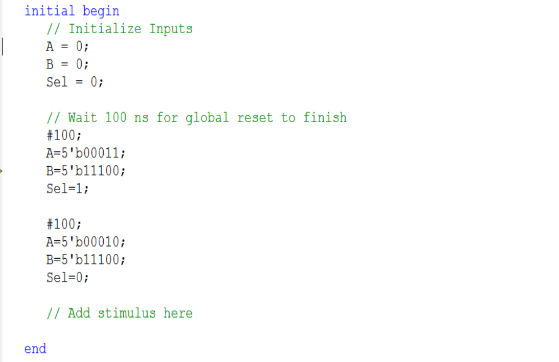 initial begin
// Initialize Inputs
A = 0;
B = 0;
Sel = 0;
// Wait 100 ns for global reset to finish
#100;
A=5'b00011;
B=5'b11100;
Sel=1;
#100;
A=5'b00010;
B=5'b11100;
Sel=0;
// Add stimulus here
end